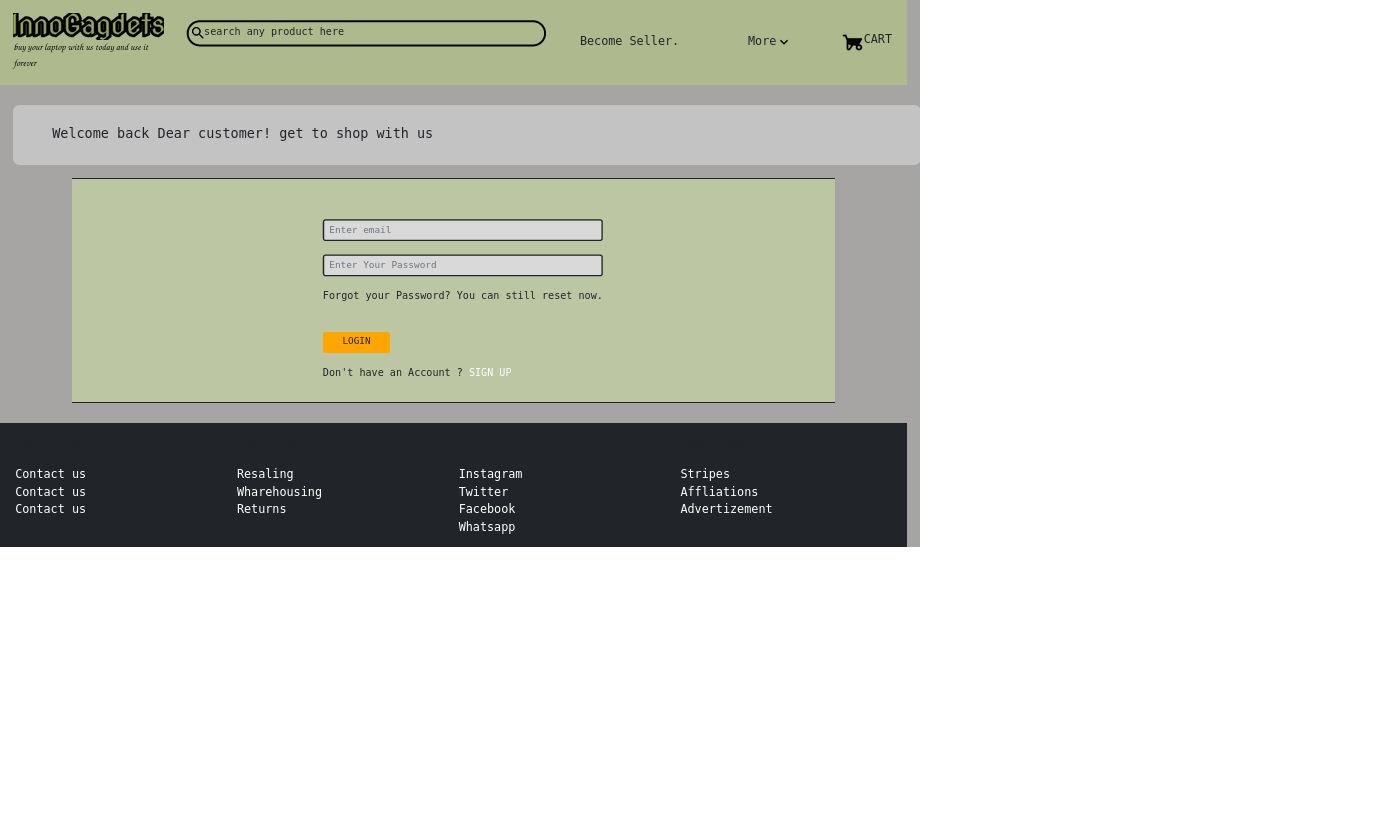 InnoGagdets
buy your laptop with us today and use it
forever
search any product here
Become Seller.
More
CART
Welcome back Dear customer! get to shop with us
Enter email
Enter Your Password
Forgot your Password? You can still reset now.
LOGIN
Don't have an Account ? SIGN UP
Contact us
Contact us
Contact us
Resaling
Wharehousing
Returns
Instagram
Twitter
Facebook
Whatsapp
Stripes
Affliations
Advertizement